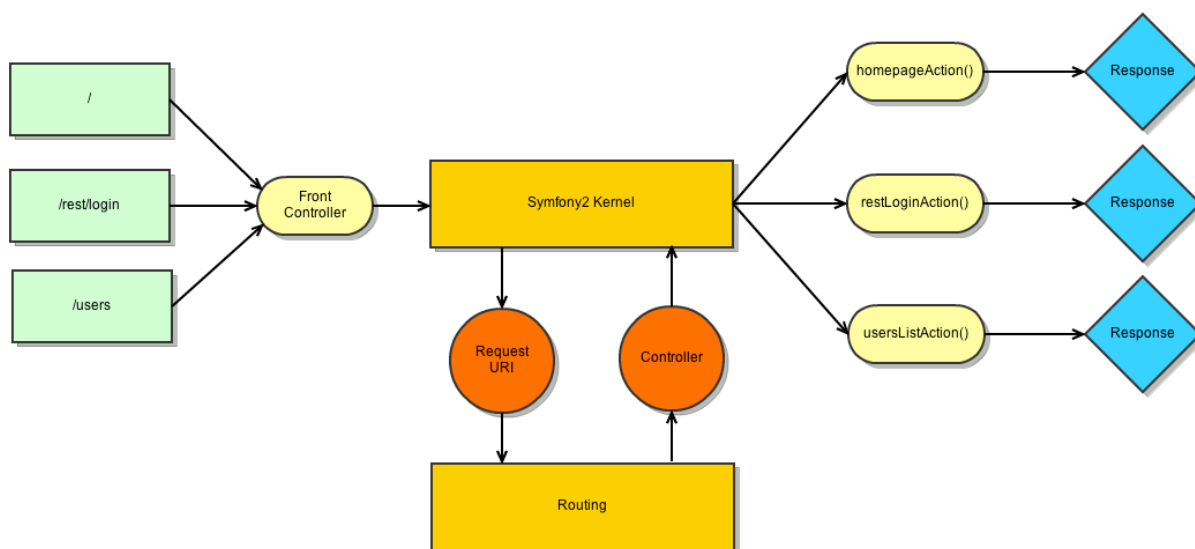 /
/rest/login
/users
Front
Controller
Symfony2 Kernel
Request
URI
Controller
Routing
homepageAction()
Response
restLoginAction()
Response
usersListAction()
Response